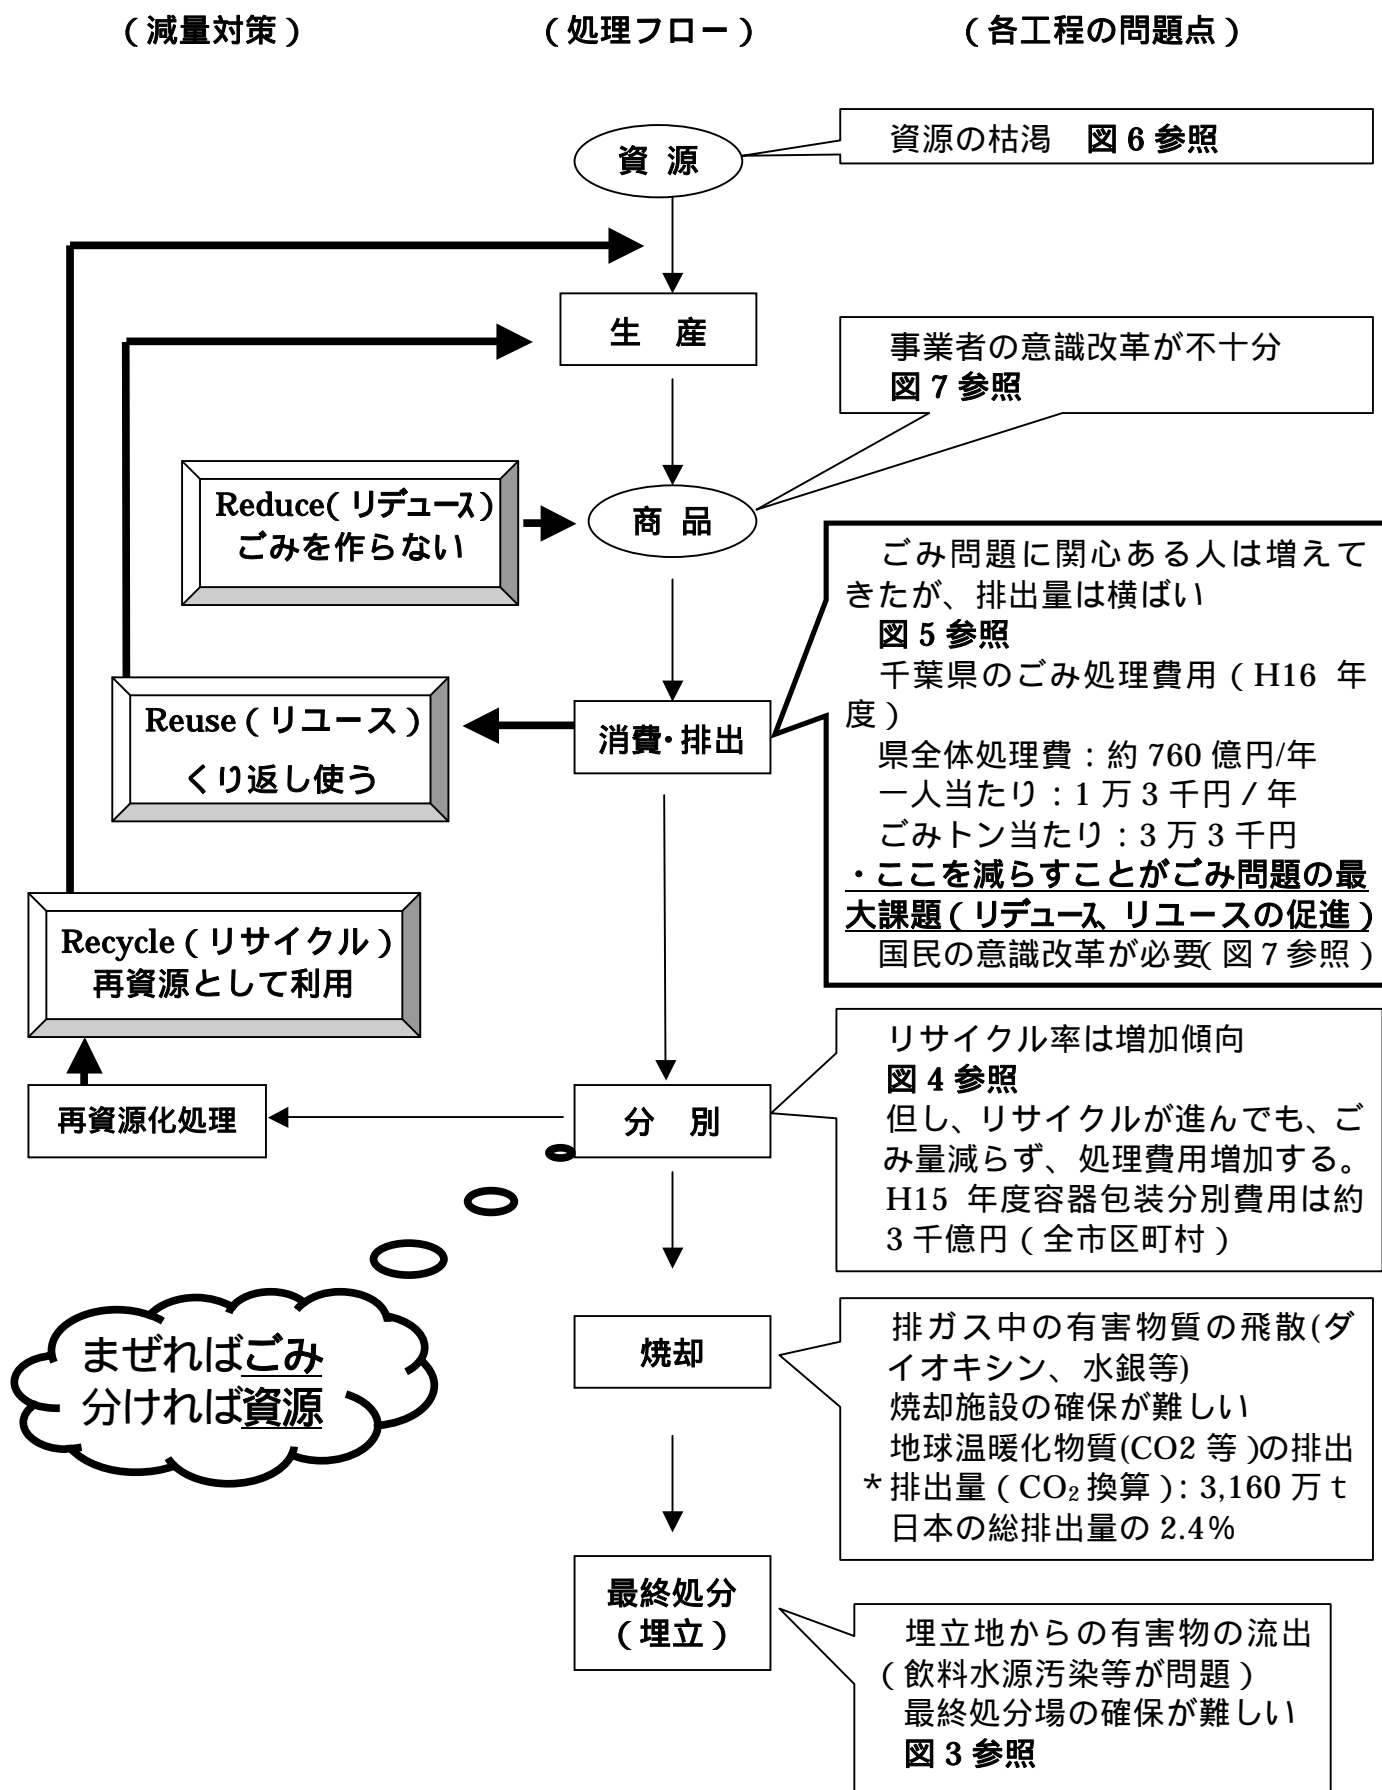 （減量対策）
（処理フロー）
（各工程の問題点）
資 源
資源の枯渇　図 6 参照
生　産
事業者の意識改革が不十分
図 7 参照
Reduce(リデュース)
ごみを作らない
商 品
ごみ問題に関心ある人は増えて
きたが、排出量は横ばい
図 5 参照
千葉県のごみ処理費用（H16 年
度）
県全体処理費：約 760 億円/年
一人当たり：1 万 3 千円／年
ごみトン当たり：3 万 3 千円
・ここを減らすことがごみ問題の最
大課題（リデュース、リユースの促進）
国民の意識改革が必要(図 7 参照）
Reuse（リユース）
くり返し使う
消費・排出
Recycle（リサイクル）
再資源として利用
再資源化処理
分　別
リサイクル率は増加傾向
図 4 参照
但し、リサイクルが進んでも、ご
み量減らず、処理費用増加する。
H15 年度容器包装分別費用は約
3 千億円（全市区町村）
まぜればごみ
分ければ資源
焼却
排ガス中の有害物質の飛散(ダ
イオキシン、水銀等)
焼却施設の確保が難しい
地球温暖化物質(CO2 等)の排出
＊排出量（CO₂換算）：3,160 万 t
日本の総排出量の 2.4%
最終処分
（埋立）
埋立地からの有害物の流出
（飲料水源汚染等が問題）
最終処分場の確保が難しい
図 3 参照